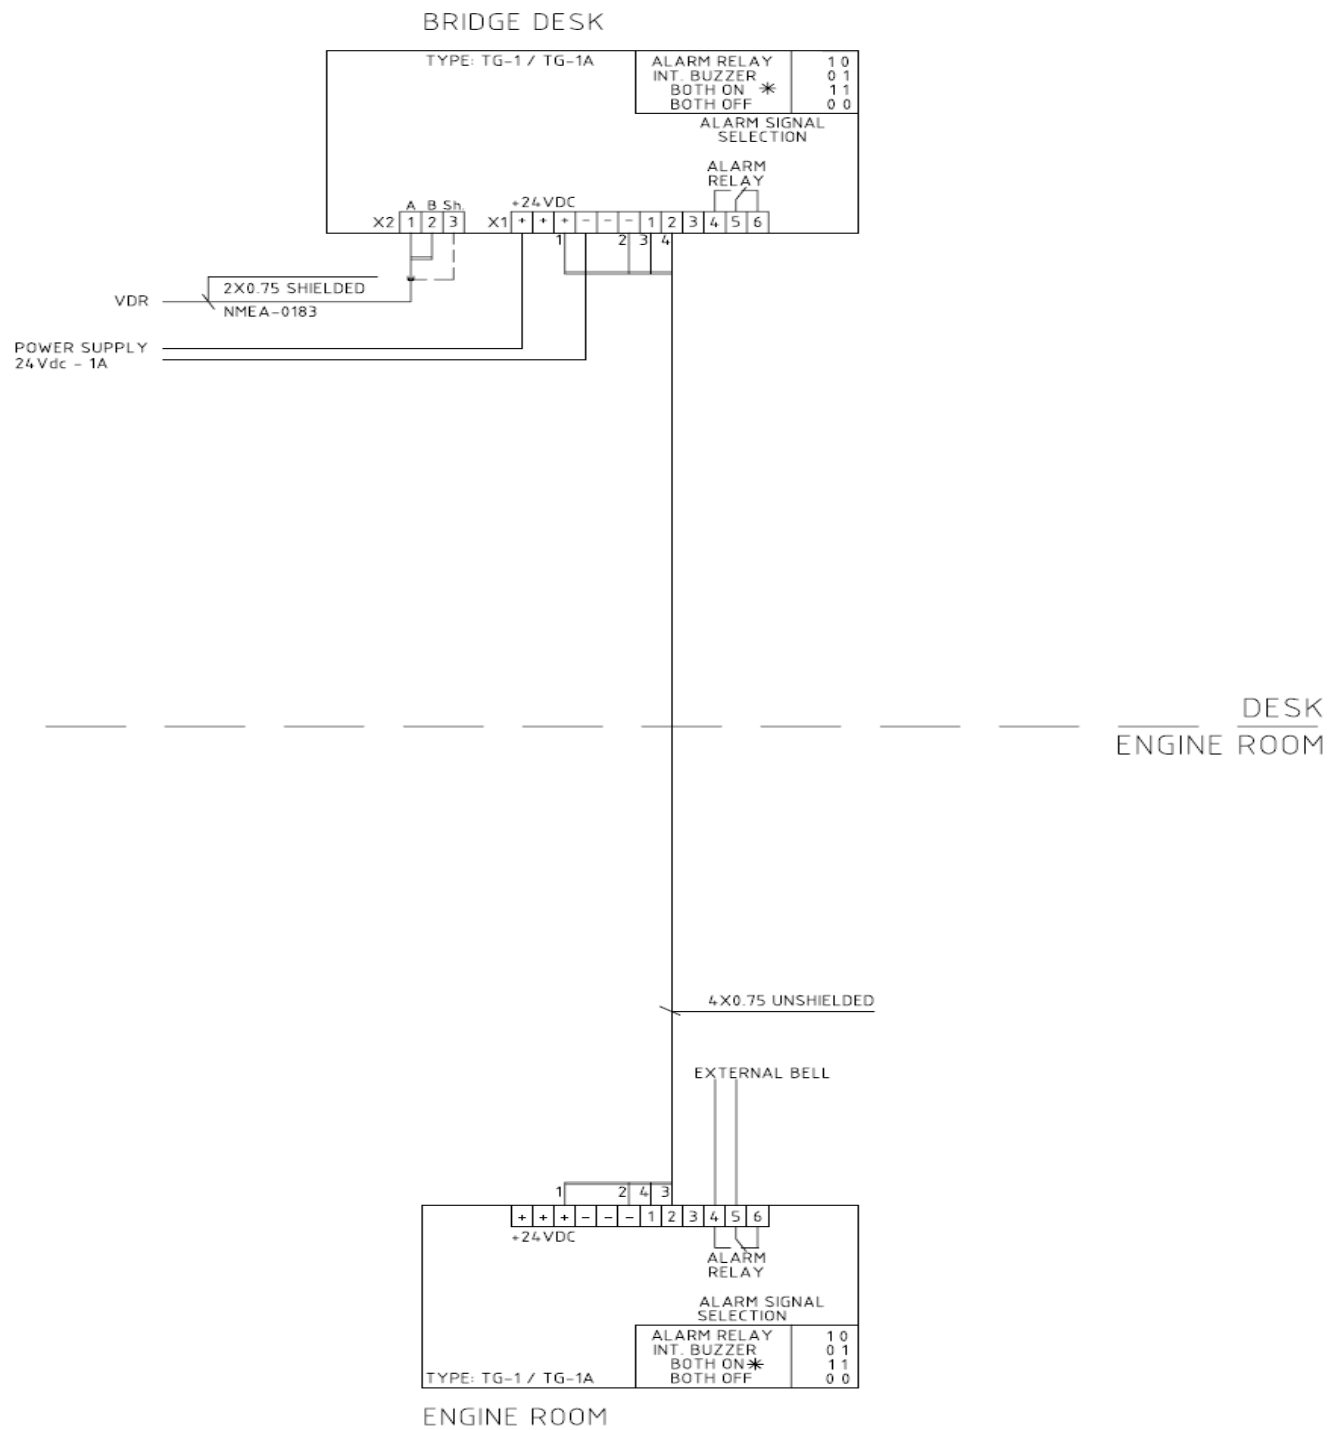 BRIDGE DESK
TYPE: TG-1 / TG-1A
ALARM RELAY 1 0
INT. BUZZER 0 1
BOTH ON * 1 1
BOTH OFF 0 0
ALARM SIGNAL
SELECTION
ALARM
RELAY
A B Sh.
+24VDC
X2 1 2 3
X1 + + + - - - 1 2 3 4 5 6
1 2 3 4
2X0.75 SHIELDED
VDR
NMEA-0183
POWER SUPPLY
24Vdc - 1A
DESK
ENGINE ROOM
4X0.75 UNSHIELDED
EXTERNAL BELL
1 2 4 3
+ + + - - - 1 2 3 4 5 6
+24VDC
ALARM
RELAY
ALARM SIGNAL
SELECTION
ALARM RELAY 1 0
INT. BUZZER 0 1
BOTH ON* 1 1
BOTH OFF 0 0
TYPE: TG-1 / TG-1A
ENGINE ROOM